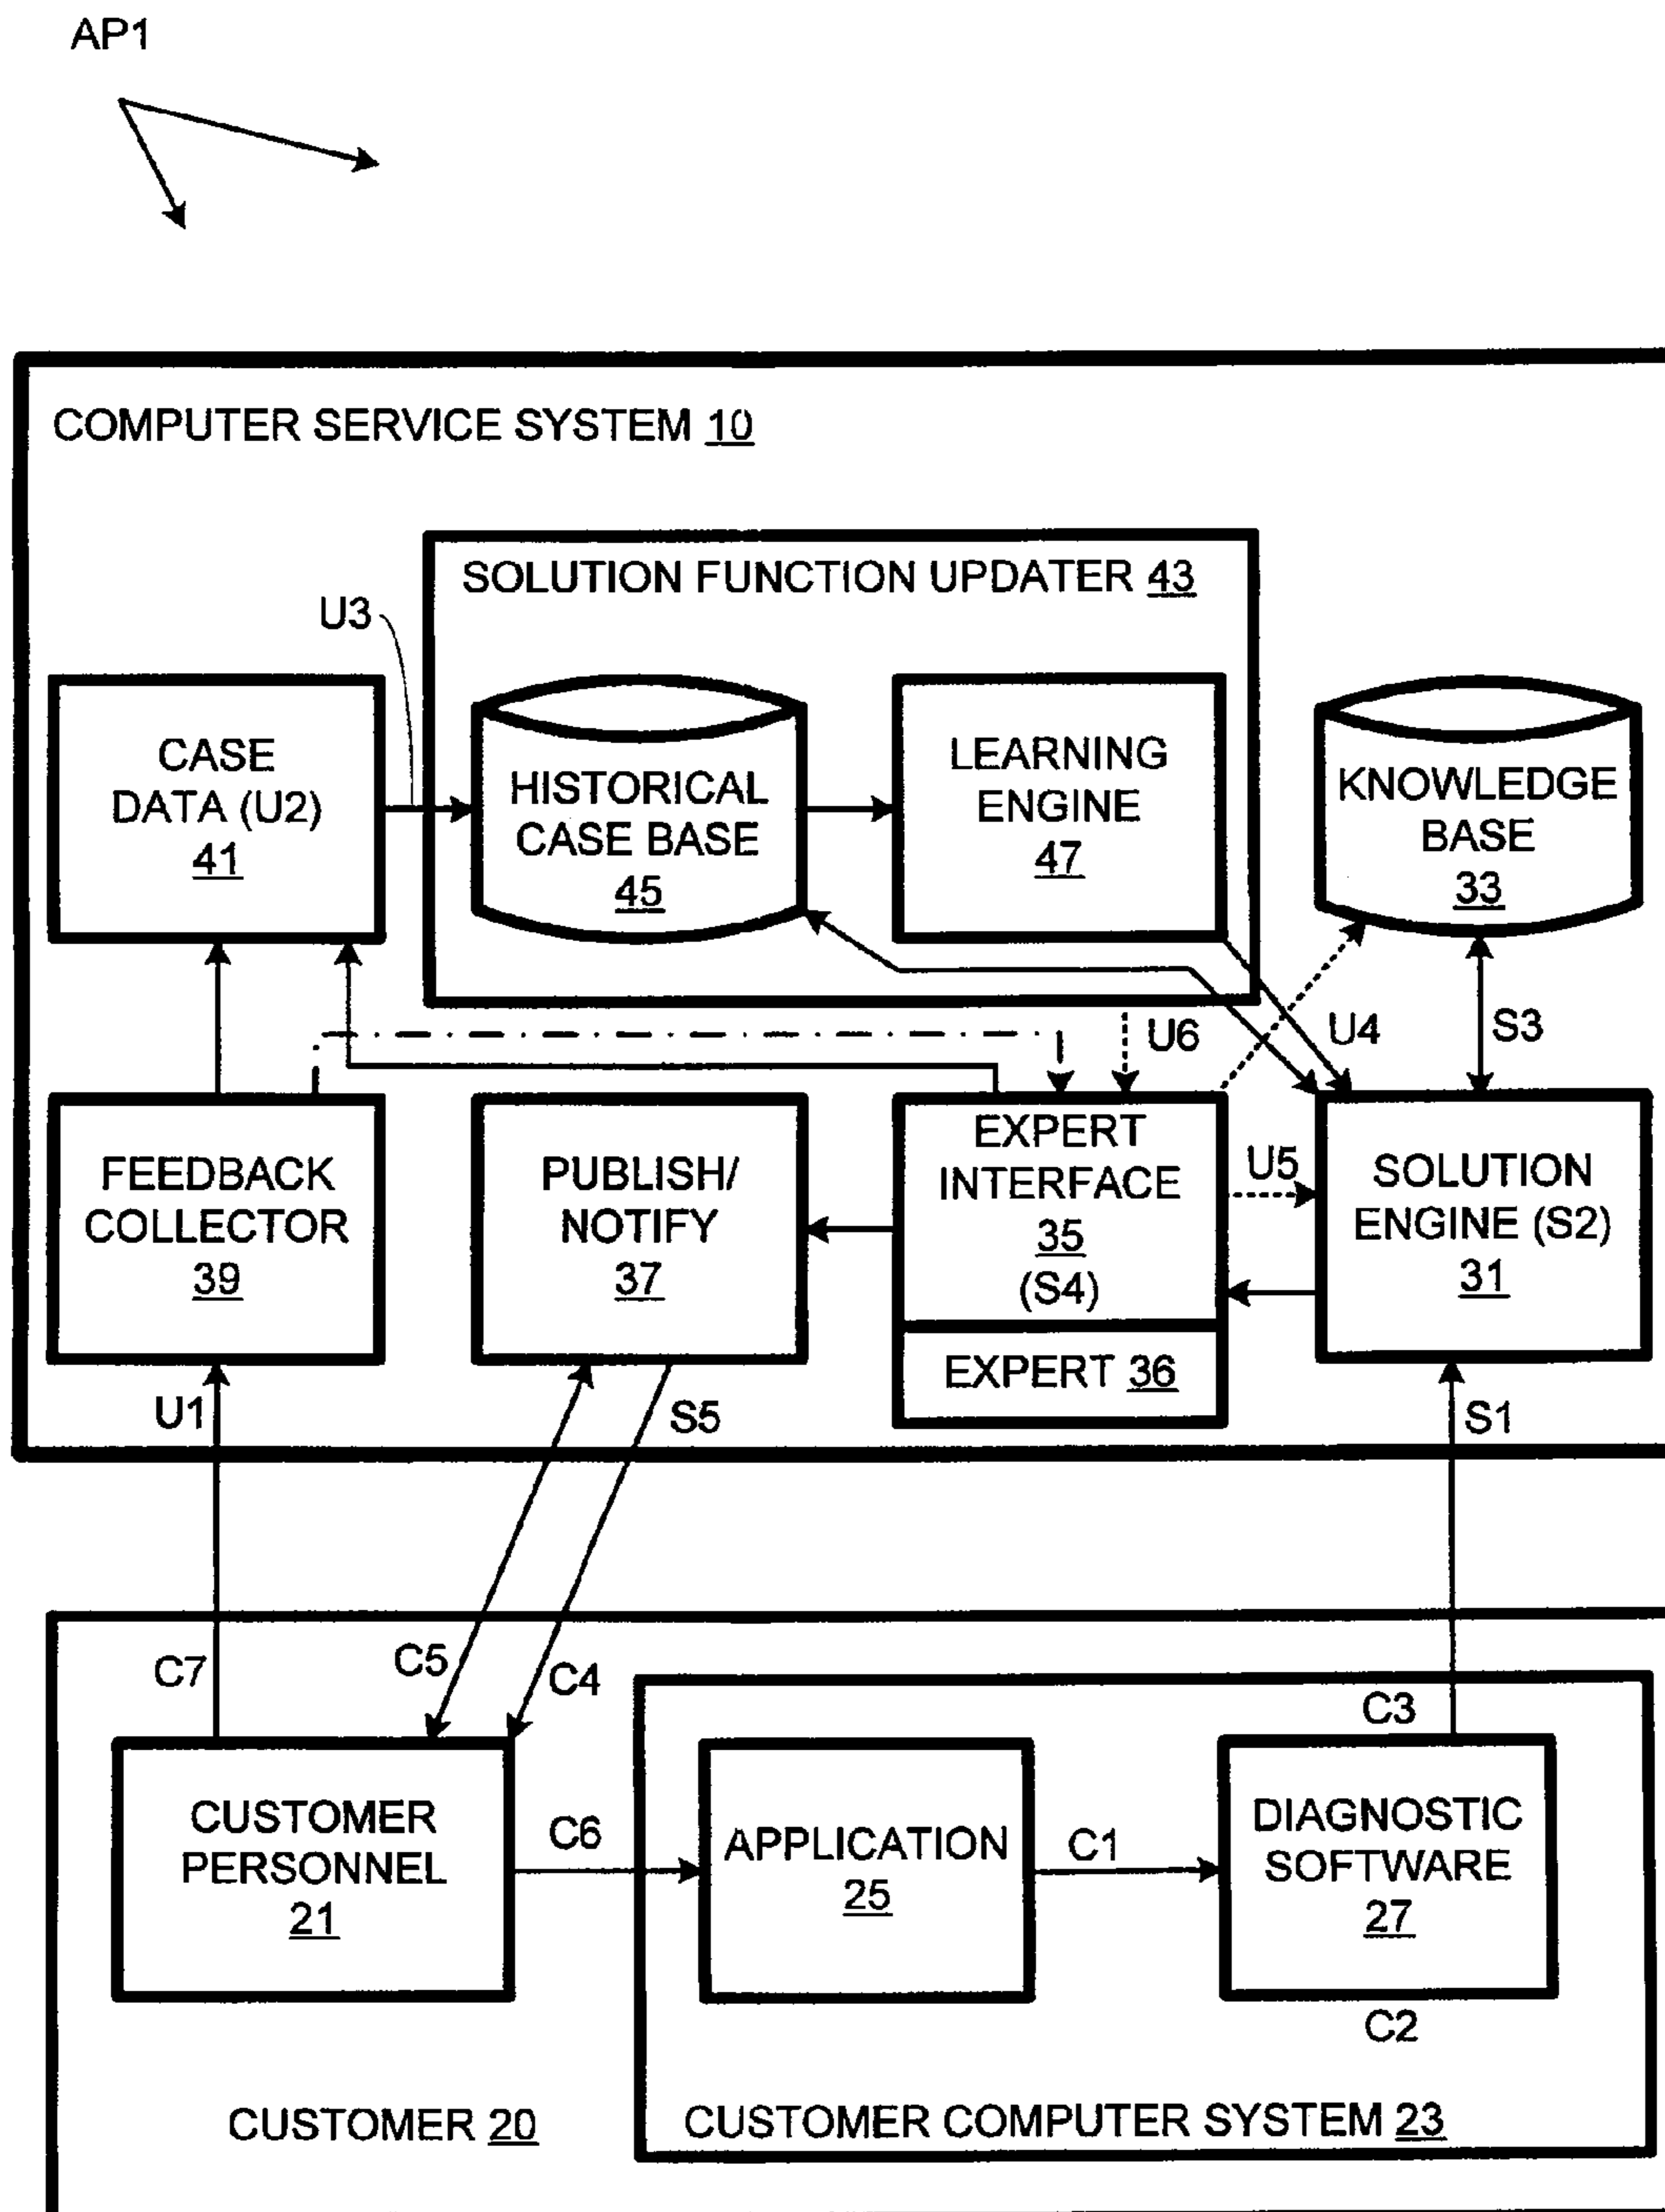 AP1
COMPUTER SERVICE SYSTEM 10
SOLUTION FUNCTION UPDATER 43
U3
CASE
DATA (U2)
41
HISTORICAL
CASE BASE
45
LEARNING
ENGINE
47
KNOWLEDGE
BASE
33
U6
U4
S3
FEEDBACK
COLLECTOR
39
PUBLISH/
NOTIFY
37
EXPERT
INTERFACE
35
(S4)
EXPERT 36
U5
SOLUTION
ENGINE (S2)
31
U1
S5
S1
C7
C5
C4
C3
CUSTOMER
PERSONNEL
21
C6
APPLICATION
25
C1
DIAGNOSTIC
SOFTWARE
27
C2
CUSTOMER 20
CUSTOMER COMPUTER SYSTEM 23